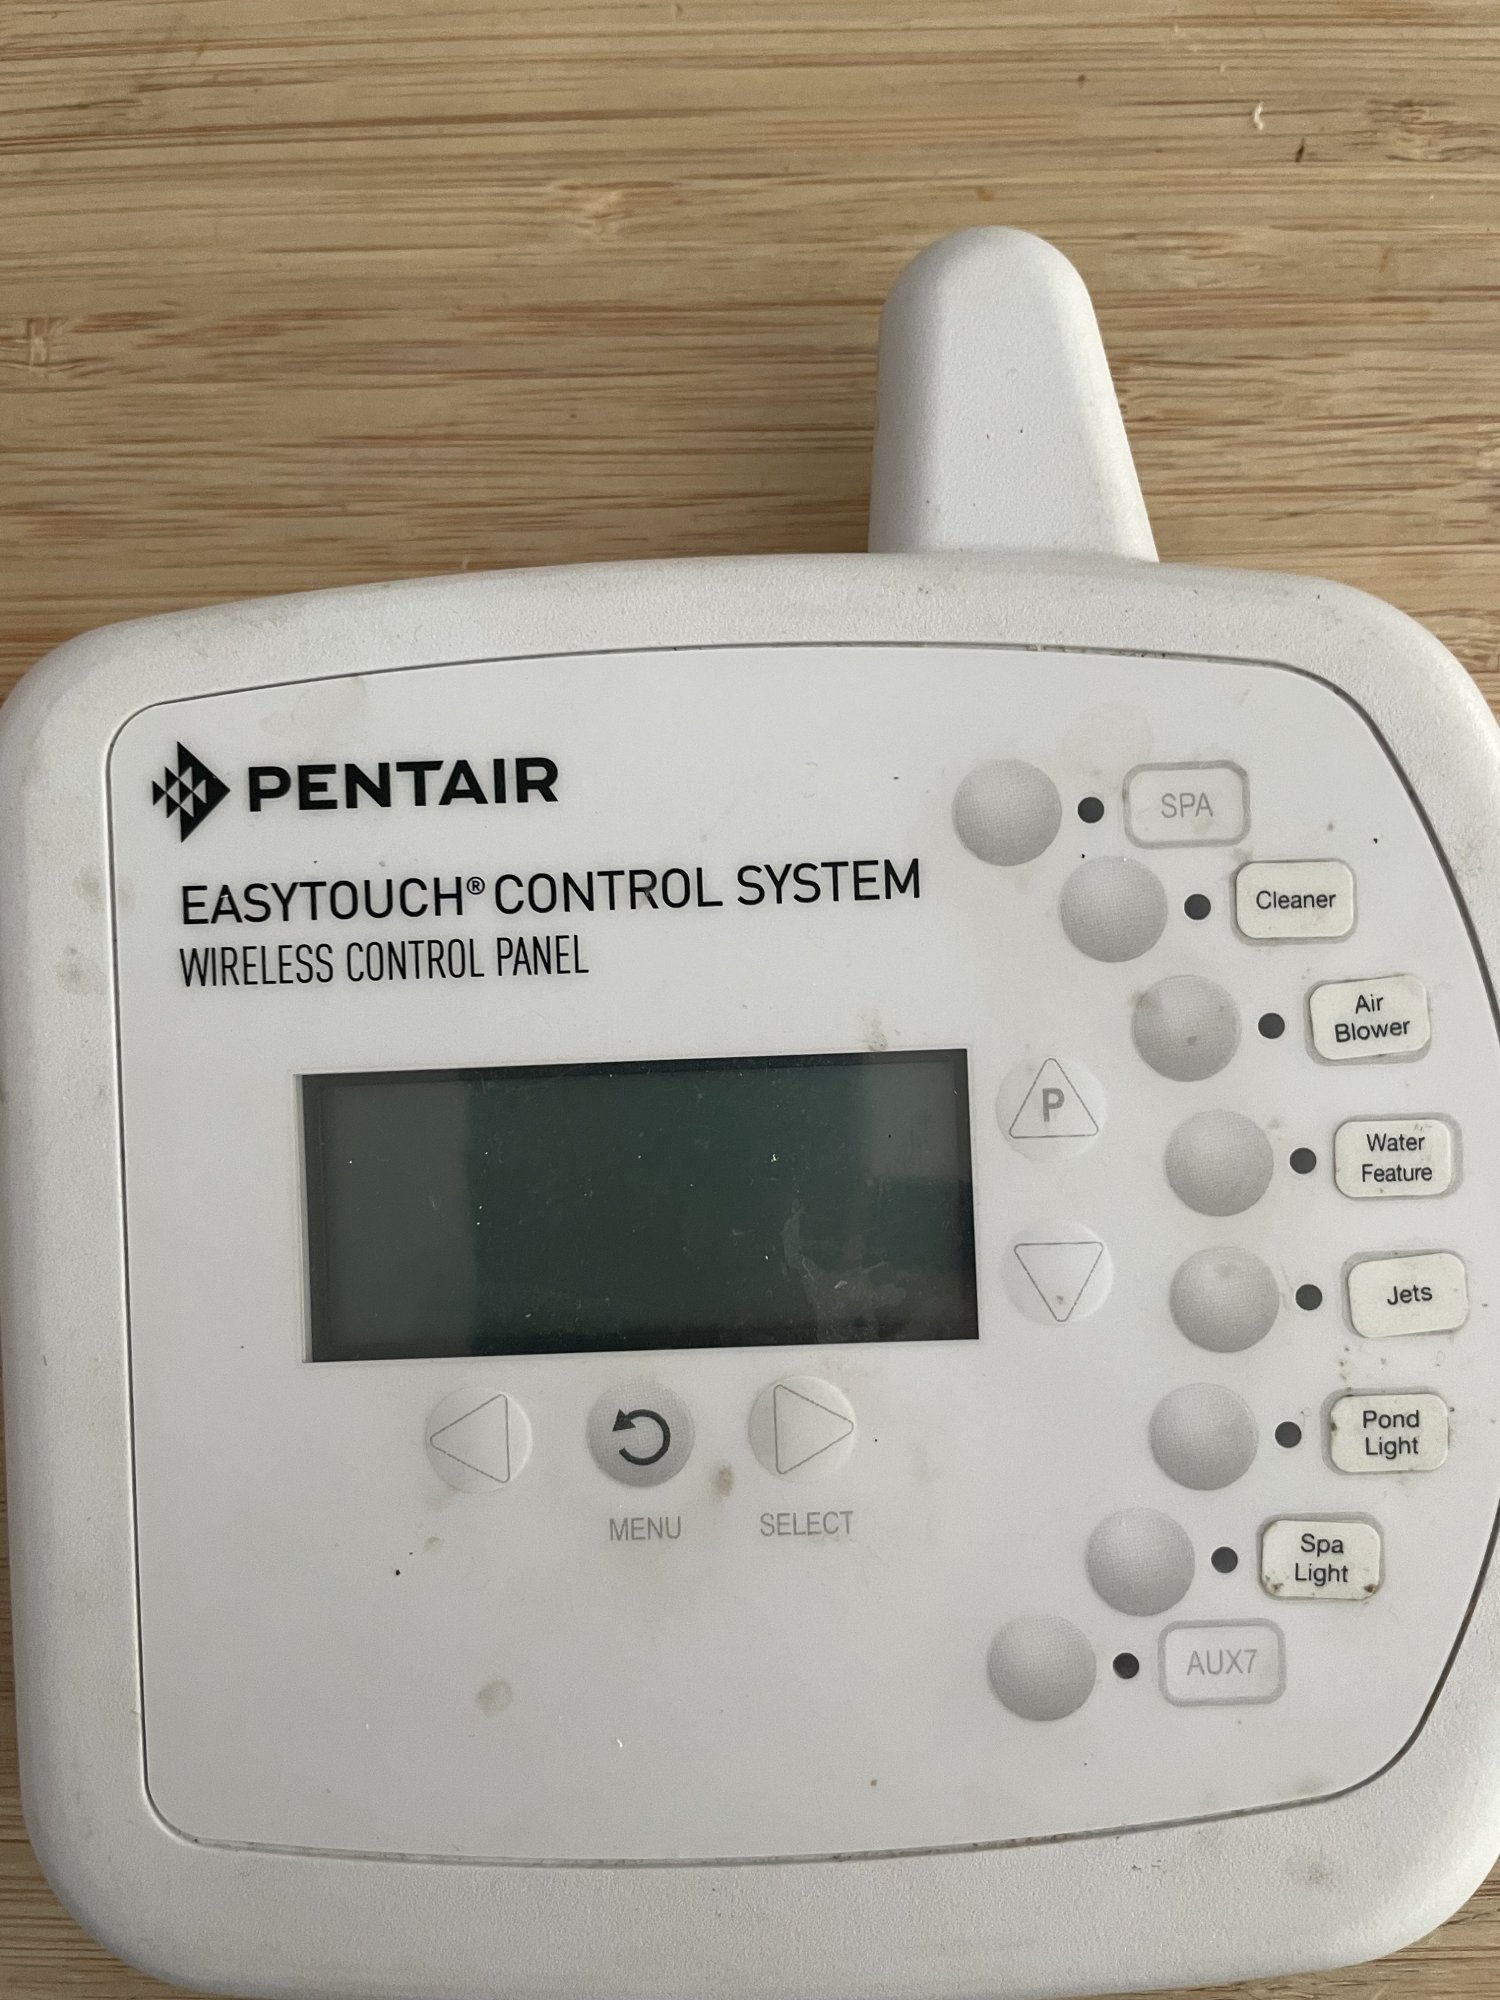 PENTAIR
EASYTOUCH® CONTROL SYSTEM
WIRELESS CONTROL PANEL
SPA
Cleaner
Air
Blower
P
Water
Feature
Jets
Pond
Light
MENU
SELECT
Spa
Light
AUX7